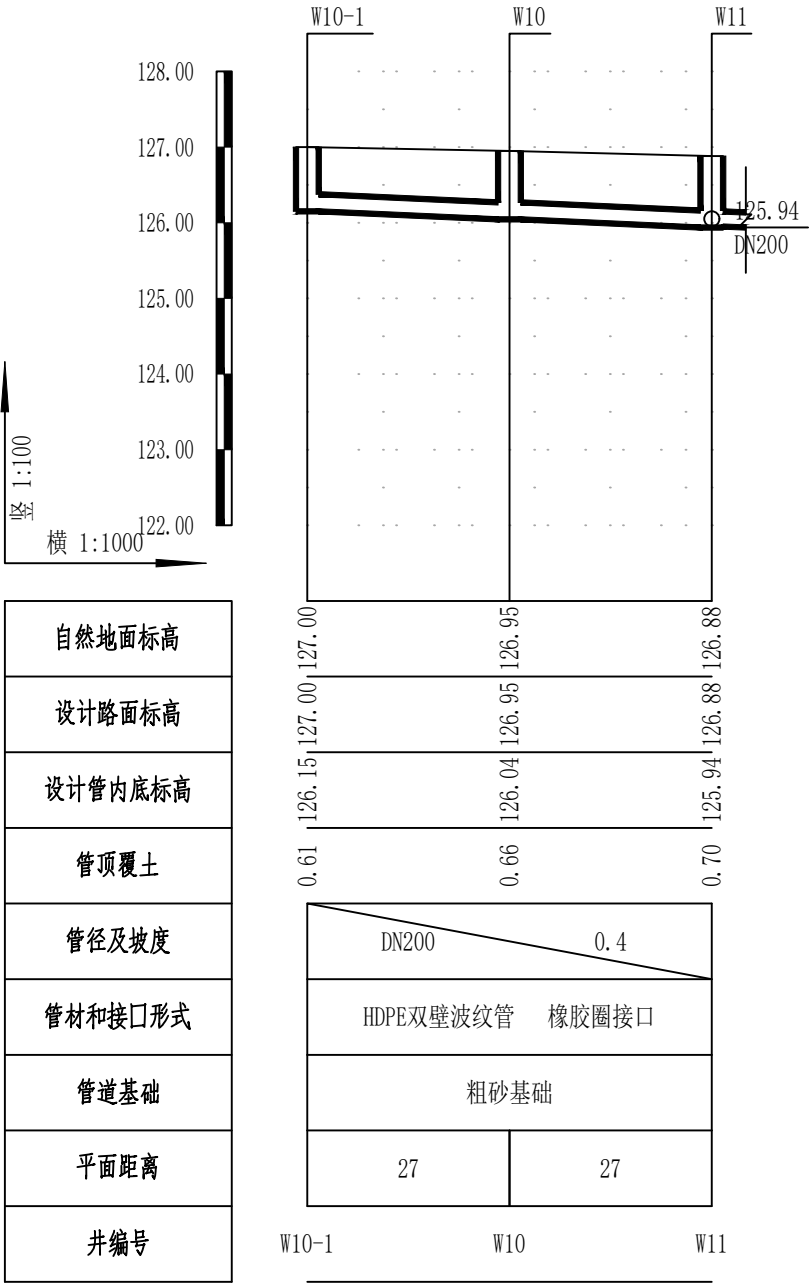 W10-1 W10 W11
128.00
127.00
126.00
125.00
124.00
123.00
122.00
125.94
DN200
竖 1:100
横 1:1000
自然地面标高 127.00 126.95 126.88
设计路面标高 127.00 126.95 126.88
设计管内底标高 126.15 126.04 125.94
管顶覆土 0.61 0.66 0.70
管径及坡度 DN200 0.4
管材和接口形式 HDPE双壁波纹管 橡胶圈接口
管道基础 粗砂基础
平面距离 27 27
井编号 W10-1 W10 W11